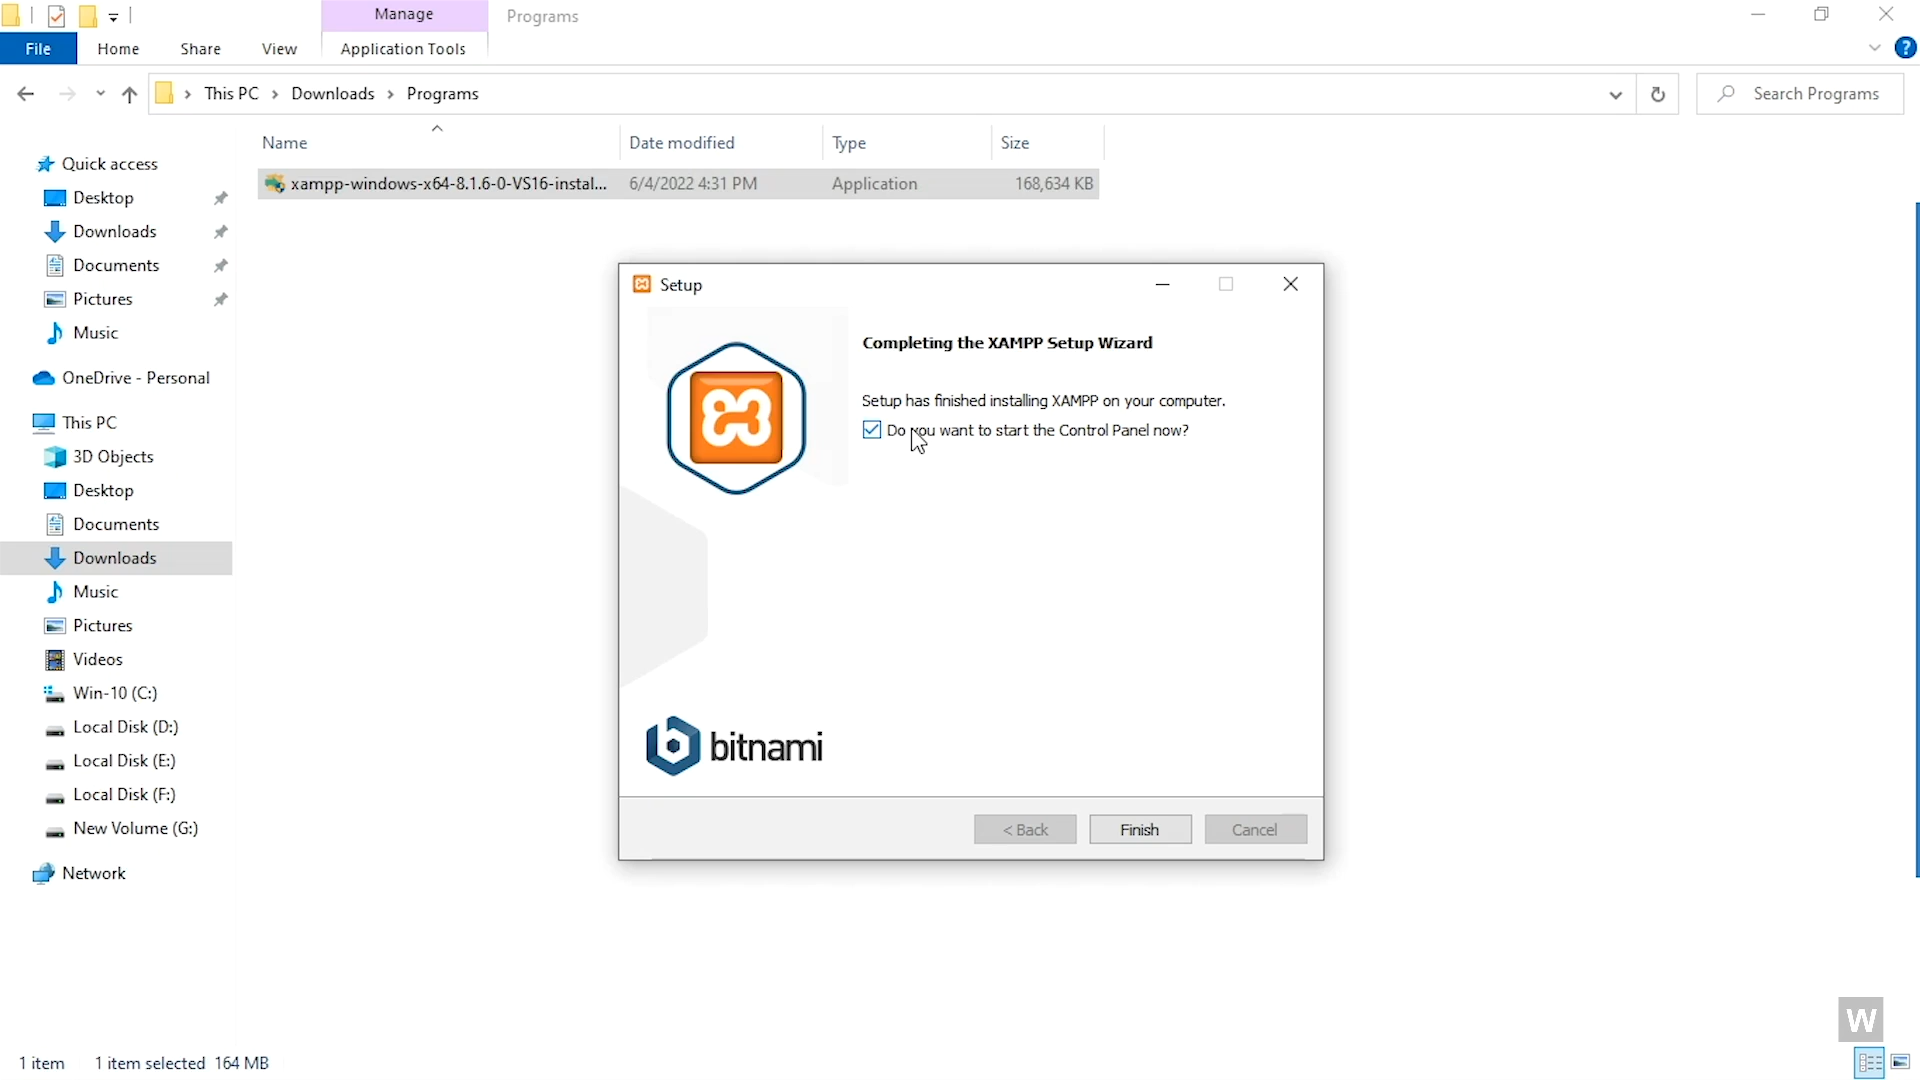 Manage
Programs
File
Home
Share
View
Application Tools
This PC
Downloads
Programs
Search Programs
Name
Date modified
Type
Size
xampp-windows-x64-8.1.6-0-VS16-instal...
6/4/2022 4:31 PM
Application
168,634 KB
Quick access
Desktop
Downloads
Documents
Pictures
Music
OneDrive - Personal
This PC
3D Objects
Desktop
Documents
Downloads
Music
Pictures
Videos
Win-10 (C:)
Local Disk (D:)
Local Disk (E:)
Local Disk (F:)
New Volume (G:)
Network
Setup
Completing the XAMPP Setup Wizard
Setup has finished installing XAMPP on your computer.
Do you want to start the Control Panel now?
bitnami
< Back
Finish
Cancel
W
1 item
1 item selected 164 MB